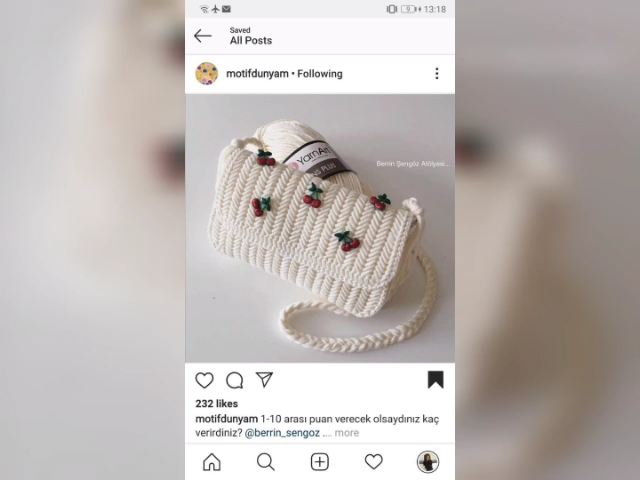 13:18
Saved
All Posts
motifdunyam • Following
YarnArt
PLUS
Berrin Şengöz Atölyesi...
232 likes
motifdunyam 1-10 arası puan verecek olsaydınız kaç
verirdiniz? @berrin_sengoz .... more